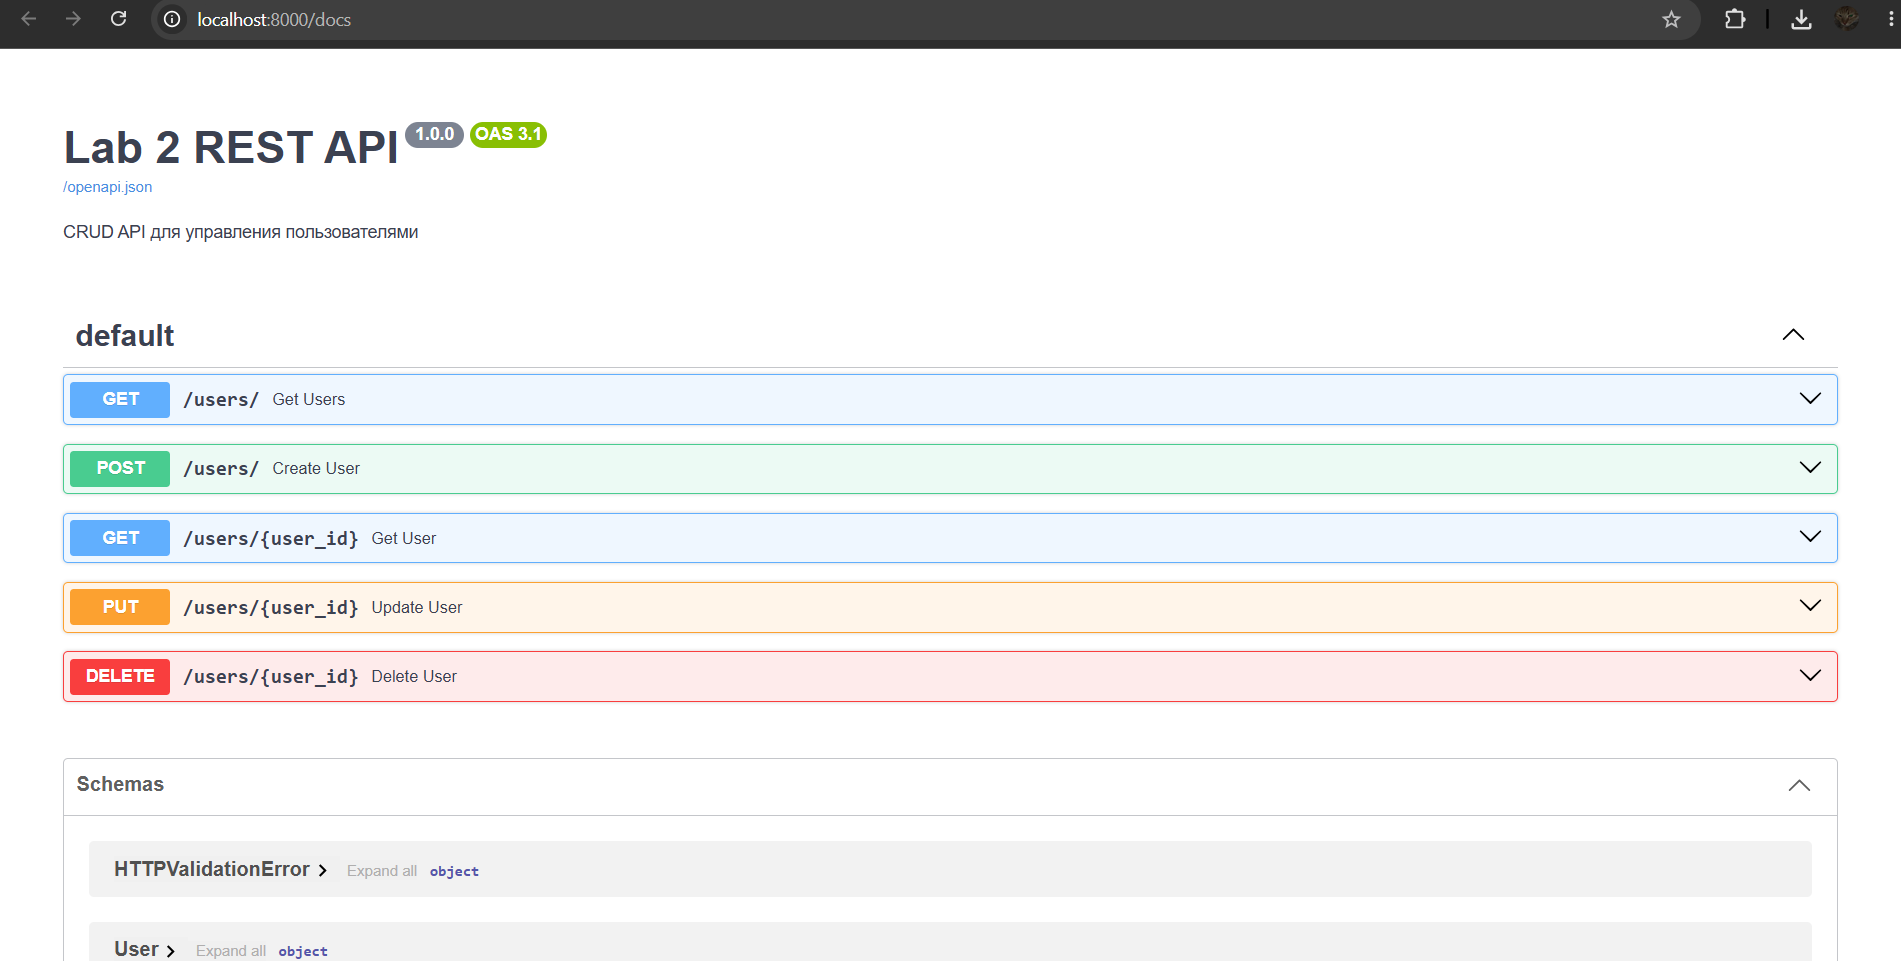 localhost:8000/docs
Lab 2 REST API 1.0.0 OAS 3.1
/openapi.json
CRUD API для управления пользователями
default
GET /users/ Get Users
POST /users/ Create User
GET /users/{user_id} Get User
PUT /users/{user_id} Update User
DELETE /users/{user_id} Delete User
Schemas
HTTPValidationError Expand all object
User Expand all object